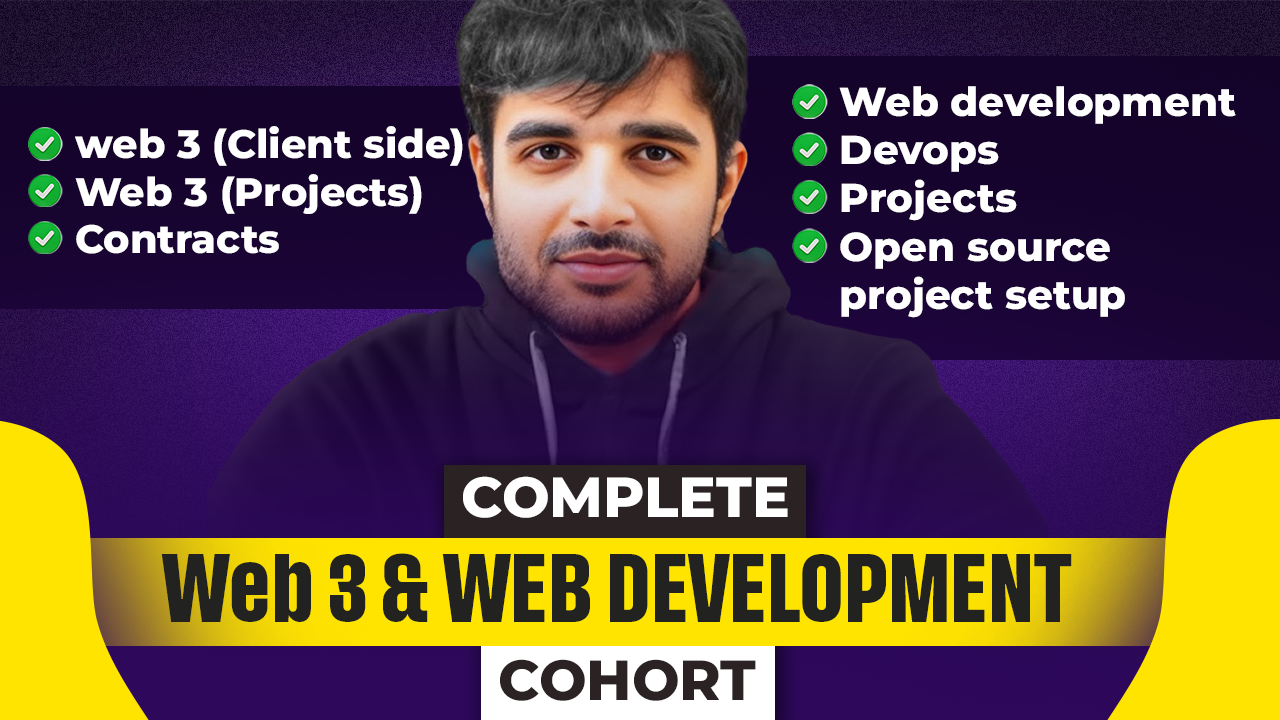 web 3 (Client side)
Web 3 (Projects)
Contracts
Web development
Devops
Projects
Open source
project setup
COMPLETE
Web 3 & WEB DEVELOPMENT
COHORT